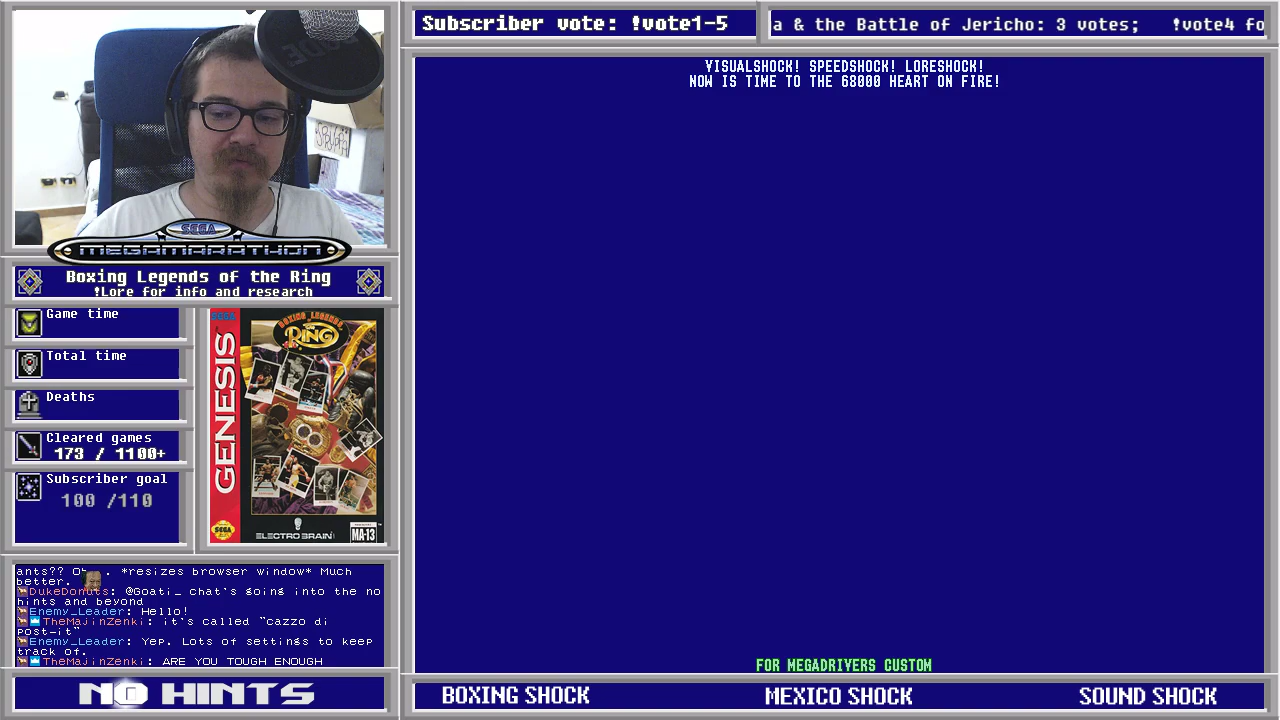 SEGA
MEGAMARATHON
Boxing Legends of the Ring
!Lore for info and research
Game time
Total time
Deaths
Cleared games
173 / 1100+
Subscriber goal
100 /110
SEGA
GENESIS
BOXING LEGENDS
OF THE
RING
SEGA
ELECTRO BRAIN
MA-13
ants?? . *resizes browser window* Much
better.
DukeDonuts: @Goati_ chat's going into the no
hints and beyond
Enemy_Leader: Hello!
TheMajinZenki: it's called "cazzo di
post-it"
Enemy_Leader: Yep. Lots of settings to keep
track of.
TheMajinZenki: ARE YOU TOUGH ENOUGH
NO HINTS
Subscriber vote: !vote1-5
a & the Battle of Jericho: 3 votes; !vote4 fo
VISUALSHOCK! SPEEDSHOCK! LORESHOCK!
NOW IS TIME TO THE 68000 HEART ON FIRE!
FOR MEGADRIVERS CUSTOM
BOXING SHOCK
MEXICO SHOCK
SOUND SHOCK